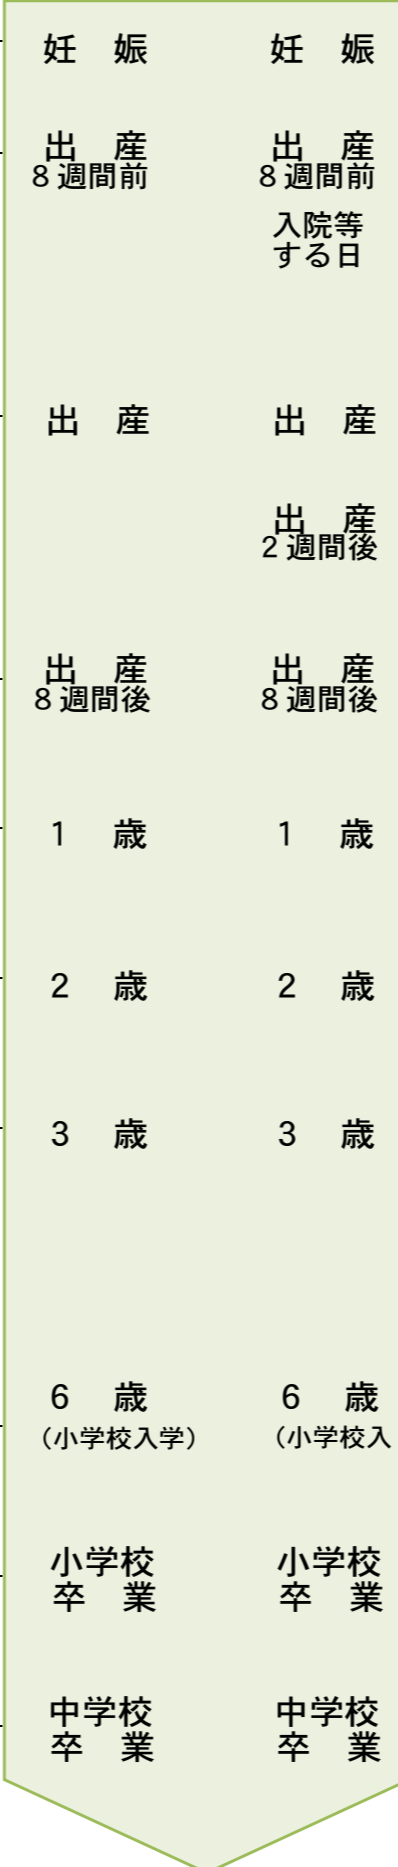 妊　娠　妊　娠
出　産　出　産
８週間前　８週間前
入院等
する日
出　産　出　産
出　産
２週間後
出　産　出　産
８週間後　８週間後
１　歳　１　歳
２　歳　２　歳
３　歳　３　歳
６　歳　６　歳
（小学校入学）　（小学校入
小学校　小学校
卒　業　卒　業
中学校　中学校
卒　業　卒　業